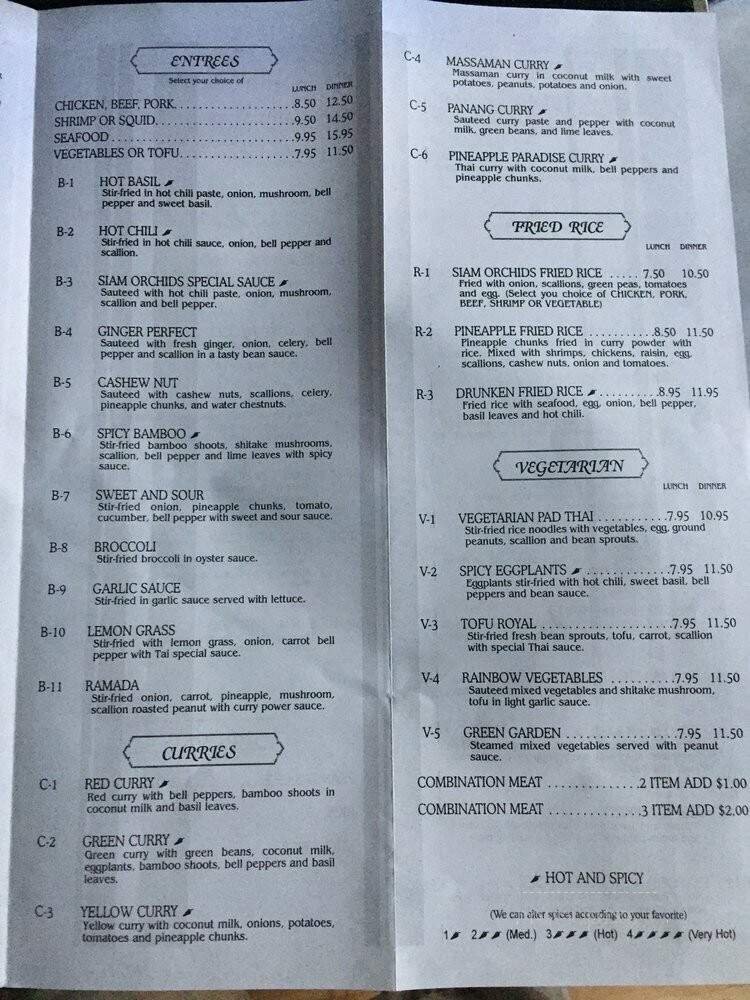 ENTREES
Select your choice of
LUNCH DINNER
CHICKEN, BEEF, PORK. . . . . . . . . . . . . . . . . . .8.50 12.50
SHRIMP OR SQUID. . . . . . . . . . . . . . . . . . . . . .9.50 14.50
SEAFOOD . . . . . . . . . . . . . . . . . . . . . . . . . . . .9.95 15.95
VEGETABLES OR TOFU. . . . . . . . . . . . . . . . . .7.95 11.50
B-1 HOT BASIL
Stir-fried in hot chili paste, onion, mushroom, bell
pepper and sweet basil.
B-2 HOT CHILI
Stir-fried in hot chili sauce, onion, bell pepper and
scallion.
B-3 SIAM ORCHIDS SPECIAL SAUCE
Sauteed with hot chili paste, onion, mushroom,
scallion and bell pepper.
B-4 GINGER PERFECT
Sauteed with fresh ginger, onion, celery, bell
pepper and scallion in a tasty bean sauce.
B-5 CASHEW NUT
Sauteed with cashew nuts, scallions, celery,
pineapple chunks, and water chestnuts.
B-6 SPICY BAMBOO
Stir-fried bamboo shoots, shitake mushrooms,
scallion, bell pepper and lime leaves with spicy
sauce.
B-7 SWEET AND SOUR
Stir-fried onion, pineapple chunks, tomato,
cucumber, bell pepper with sweet and sour sauce.
B-8 BROCCOLI
Stir-fried broccoli in oyster sauce.
B-9 GARLIC SAUCE
Stir-fried in garlic sauce served with lettuce.
B-10 LEMON GRASS
Stir-fried with lemon grass, onion, carrot bell
pepper with Tai special sauce.
B-11 RAMADA
Stir-fried onion, carrot, pineapple, mushroom,
scallion roasted peanut with curry power sauce.
CURRIES
C-1 RED CURRY
Red curry with bell peppers, bamboo shoots in
coconut milk and basil leaves.
C-2 GREEN CURRY
Green curry with green beans, coconut milk,
eggplants, bamboo shoots, bell peppers and basil
leaves.
C-3 YELLOW CURRY
Yellow curry with coconut milk, onions, potatoes,
tomatoes and pineapple chunks.
C-4 MASSAMAN CURRY
Massaman curry in coconut milk with sweet
potatoes, peanuts, potatoes and onion.
C-5 PANANG CURRY
Sauteed curry paste and pepper with coconut
milk, green beans, and lime leaves.
C-6 PINEAPPLE PARADISE CURRY
Thai curry with coconut milk, bell peppers and
pineapple chunks.
FRIED RICE
LUNCH DINNER
R-1 SIAM ORCHIDS FRIED RICE . . . . . 7.50 10.50
Fried with onion, scallions, green peas, tomatoes
and egg. (Select you choice of CHICKEN, PORK,
BEEF, SHRIMP OR VEGETABLE)
R-2 PINEAPPLE FRIED RICE . . . . . . . . . .8.50 11.50
Pineapple chunks fried in curry powder with
rice. Mixed with shrimps, chickens, raisin, egg,
scallions, cashew nuts, onion and tomatoes.
R-3 DRUNKEN FRIED RICE . . . . . . . . . .8.95 11.95
Fried rice with seafood, egg, onion, bell pepper,
basil leaves and hot chili.
VEGETARIAN
LUNCH DINNER
V-1 VEGETARIAN PAD THAI . . . . . . . . . . .7.95 10.95
Stir-fried rice noodles with vegetables, egg, ground
peanuts, scallion and bean sprouts.
V-2 SPICY EGGPLANTS . . . . . . . . . . . . .7.95 11.50
Eggplants stir-fried with hot chili, sweet basil, bell
peppers and bean sauce.
V-3 TOFU ROYAL . . . . . . . . . . . . . . . . . . . .7.95 11.50
Stir-fried fresh bean sprouts, tofu, carrot, scallion
with special Thai sauce.
V-4 RAINBOW VEGETABLES . . . . . . . . . .7.95 11.50
Sauteed mixed vegetables and shitake mushroom,
tofu in light garlic sauce.
V-5 GREEN GARDEN . . . . . . . . . . . . . . . . .7.95 11.50
Steamed mixed vegetables served with peanut
sauce.
COMBINATION MEAT . . . . . . . . . . . . . .2 ITEM ADD $1.00
COMBINATION MEAT . . . . . . . . . . . . . .3 ITEM ADD $2.00
HOT AND SPICY
(We can alter spices according to your favorite)
1 2 (Med.) 3 (Hot) 4 (Very Hot)